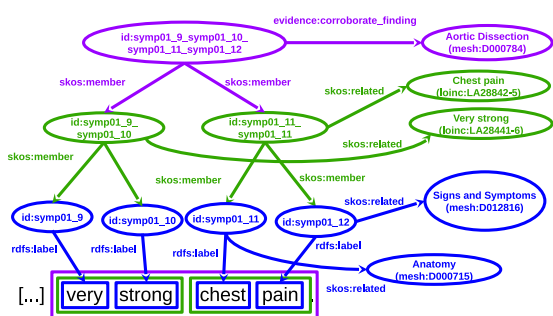 evidence:corroborate_finding
id:symp01_9_symp01_10_
symp01_11_symp01_12
Aortic Dissection
(mesh:D000784)
skos:member
skos:member
skos:related
Chest pain
(loinc:LA28842-5)
Very strong
(loinc:LA28441-6)
id:symp01_9_
symp01_10
id:symp01_11_
symp01_11
skos:related
skos:member
skos:member
skos:member
skos:related
Signs and Symptoms
(mesh:D012816)
id:symp01_9
id:symp01_10
id:symp01_11
id:symp01_12
rdfs:label
rdfs:label
rdfs:label
rdfs:label
Anatomy
(mesh:D000715)
skos:related
[...] very strong chest pain .